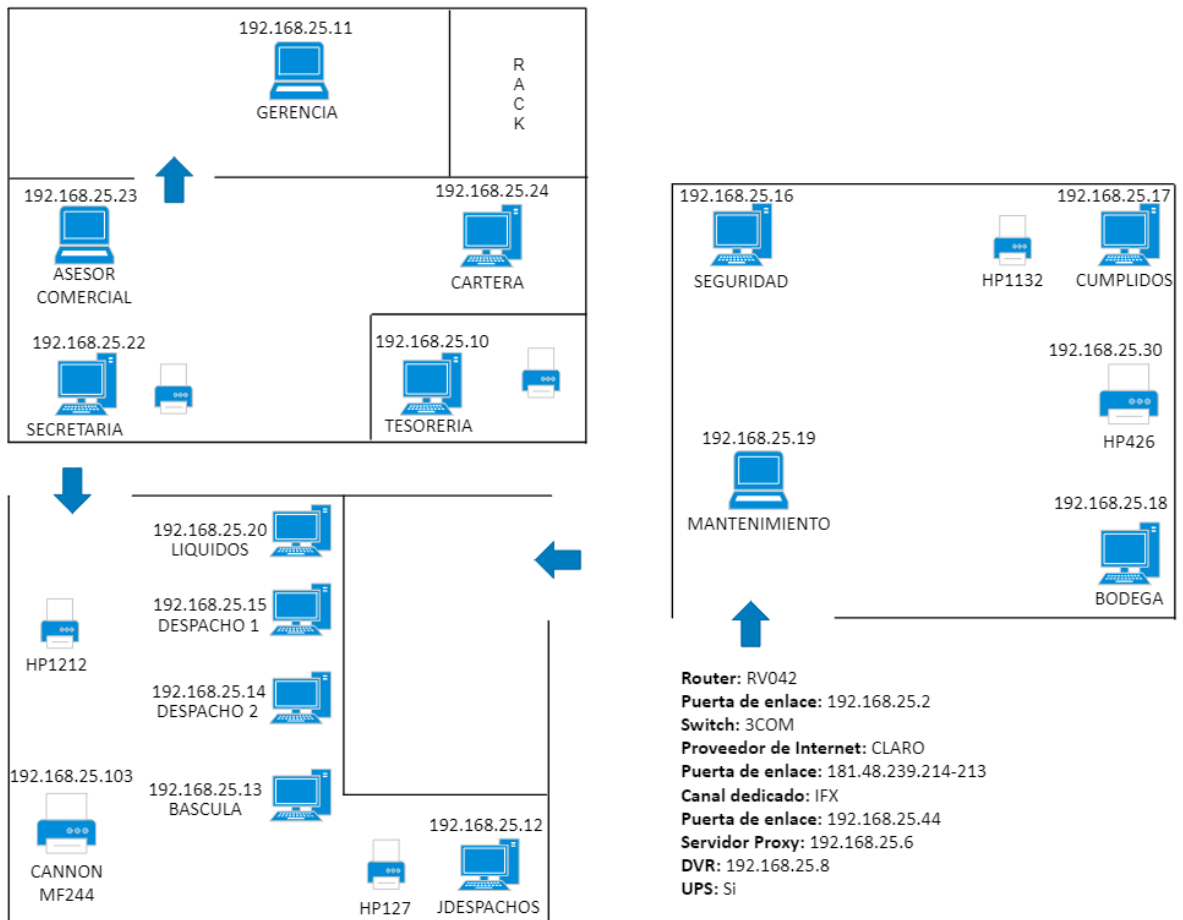 192.168.25.11
GERENCIA
R
A
C
K
192.168.25.23
ASESOR
COMERCIAL
192.168.25.24
CARTERA
192.168.25.22
SECRETARIA
192.168.25.10
TESORERIA
192.168.25.16
SEGURIDAD
HP1132
192.168.25.17
CUMPLIDOS
192.168.25.30
HP426
192.168.25.19
MANTENIMIENTO
192.168.25.18
BODEGA
192.168.25.20
LIQUIDOS
192.168.25.15
DESPACHO 1
HP1212
192.168.25.14
DESPACHO 2
192.168.25.103
CANNON
MF244
192.168.25.13
BASCULA
HP127
192.168.25.12
JDESPACHOS
Router: RV042
Puerta de enlace: 192.168.25.2
Switch: 3COM
Proveedor de Internet: CLARO
Puerta de enlace: 181.48.239.214-213
Canal dedicado: IFX
Puerta de enlace: 192.168.25.44
Servidor Proxy: 192.168.25.6
DVR: 192.168.25.8
UPS: Si